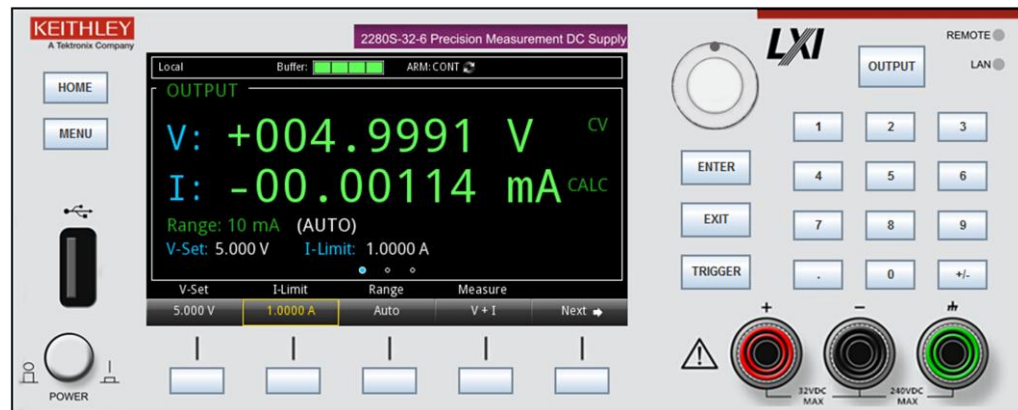 KEITHLEY
A Tektronix Company
2280S-32-6 Precision Measurement DC Supply
LXI
REMOTE
LAN
HOME
MENU
POWER
Local Buffer: ARM: CONT
OUTPUT
V: +004.9991 V CV
I: -00.00114 mA CALC
Range: 10 mA (AUTO)
V-Set: 5.000 V I-Limit: 1.0000 A
V-Set I-Limit Range Measure
5.000 V 1.0000 A Auto V + I Next
OUTPUT
ENTER
EXIT
TRIGGER
1 2 3
4 5 6
7 8 9
. 0 +/-
+ −
32VDC MAX
240VDC MAX